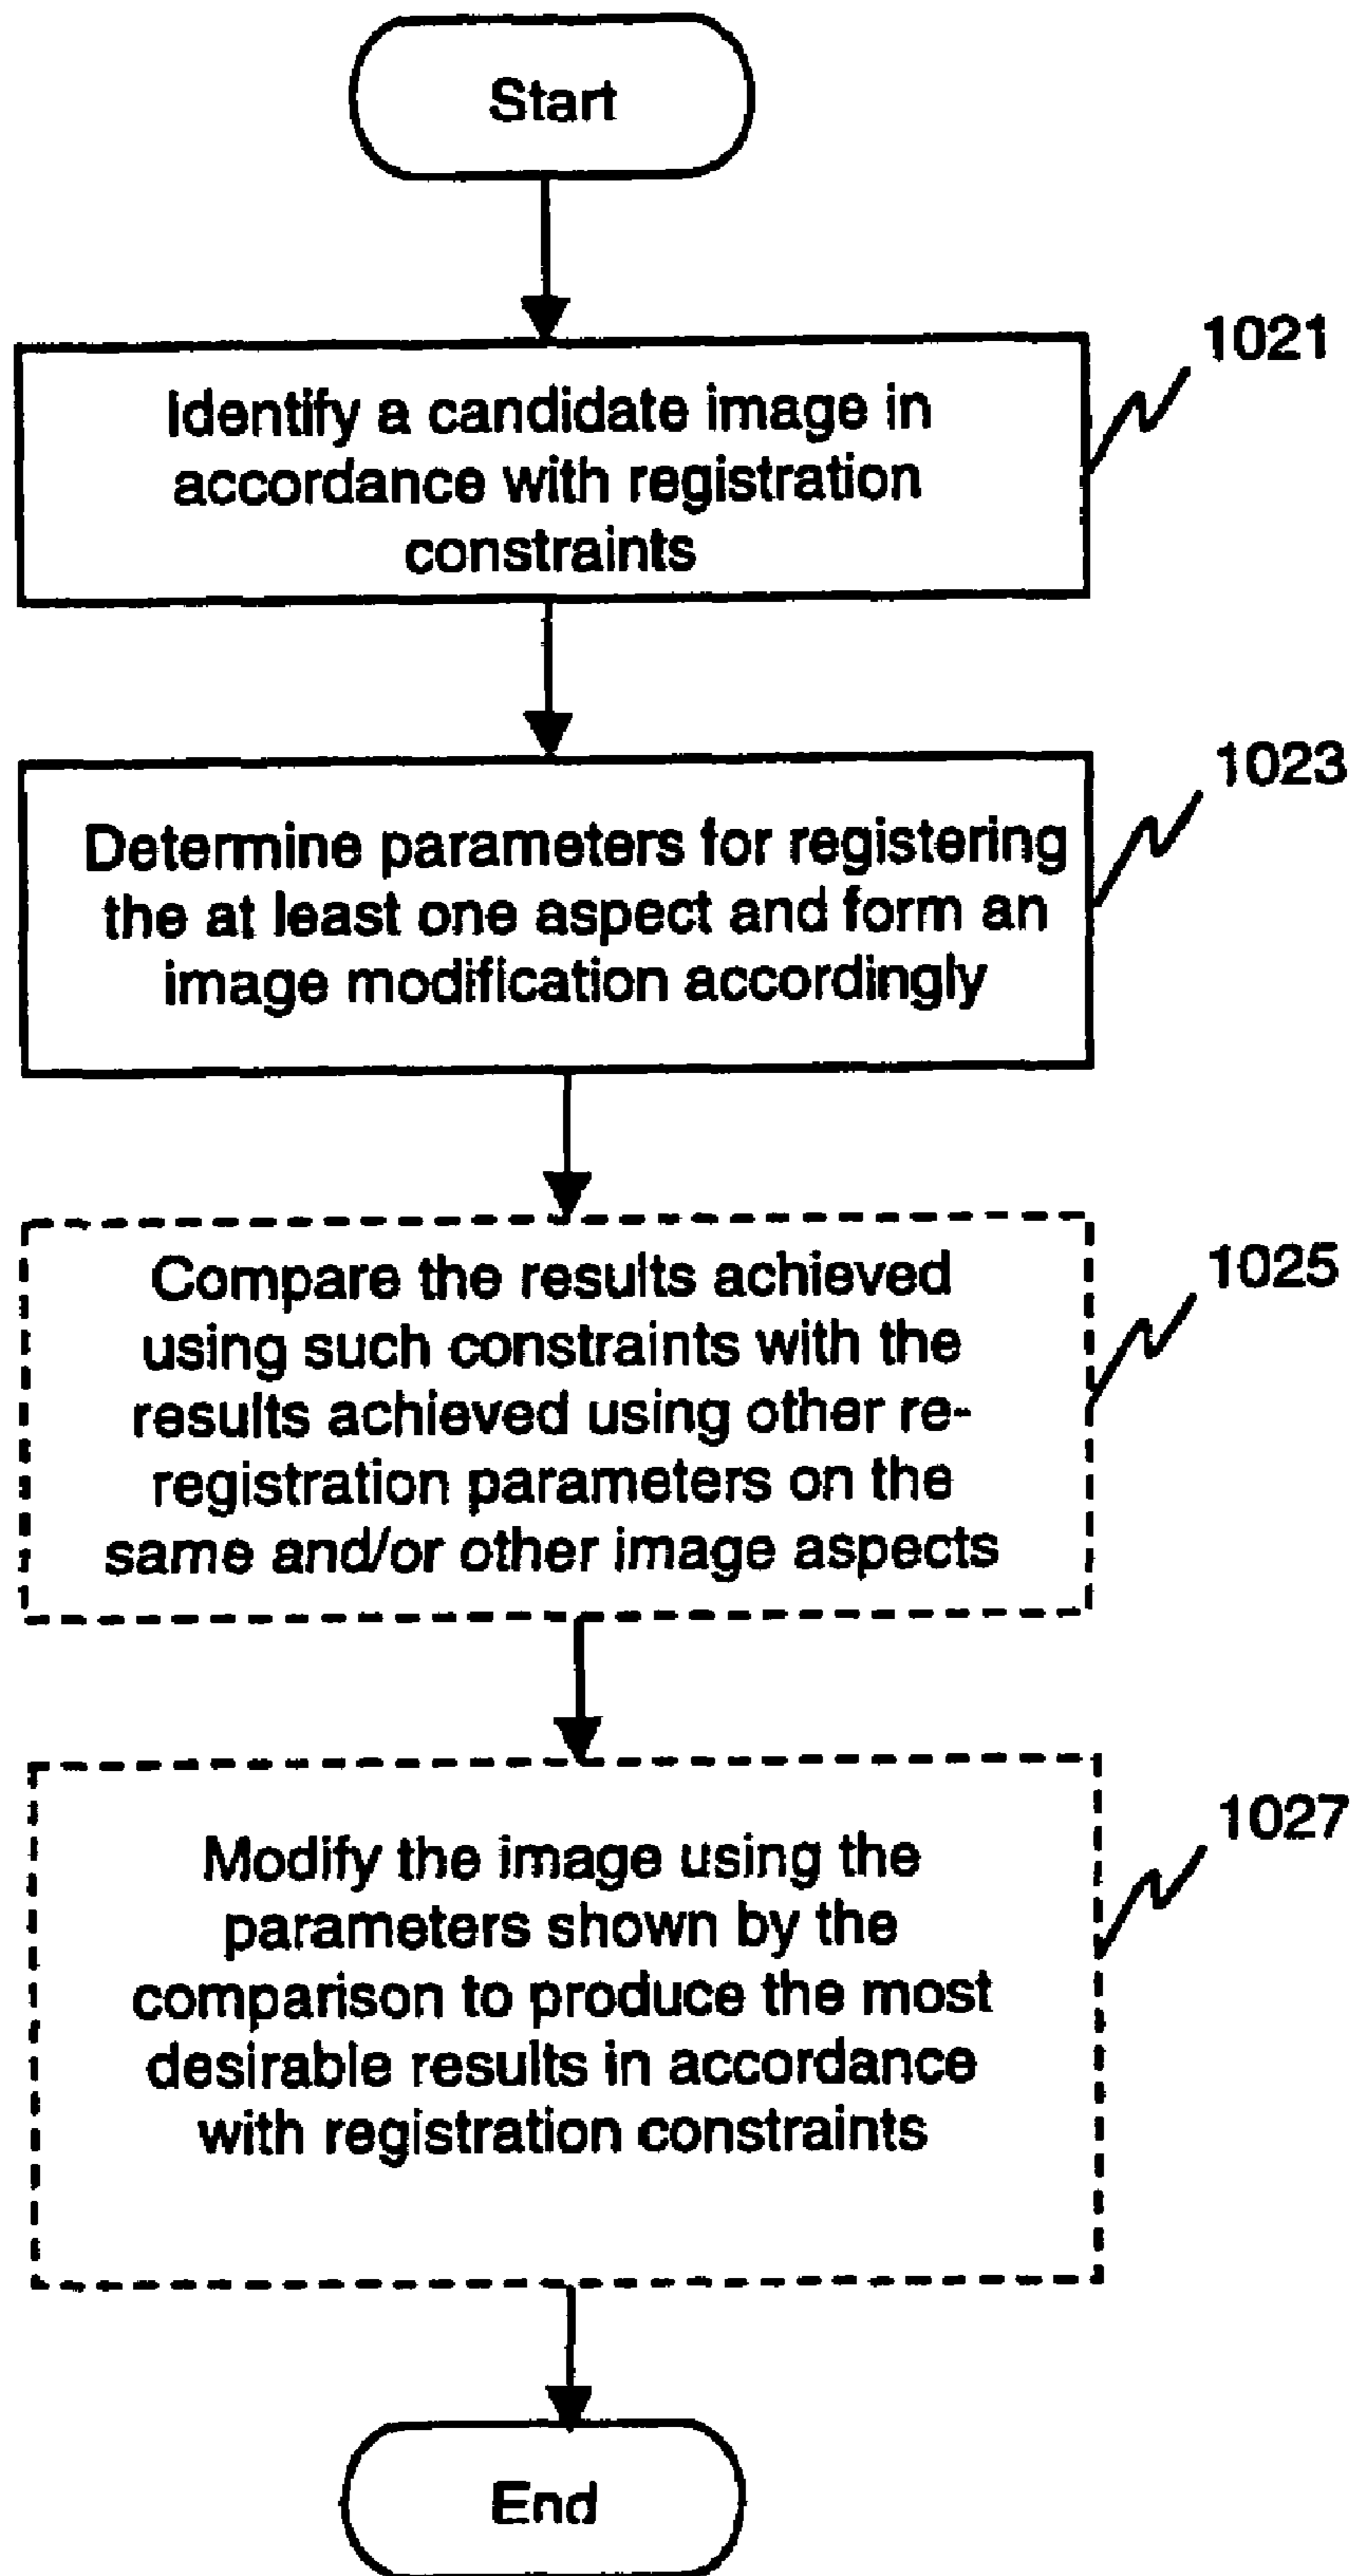 Start
1021
Identify a candidate image in
accordance with registration
constraints
1023
Determine parameters for registering
the at least one aspect and form an
image modification accordingly
1025
Compare the results achieved
using such constraints with the
results achieved using other re-
registration parameters on the
same and/or other image aspects
1027
Modify the image using the
parameters shown by the
comparison to produce the most
desirable results in accordance
with registration constraints
End